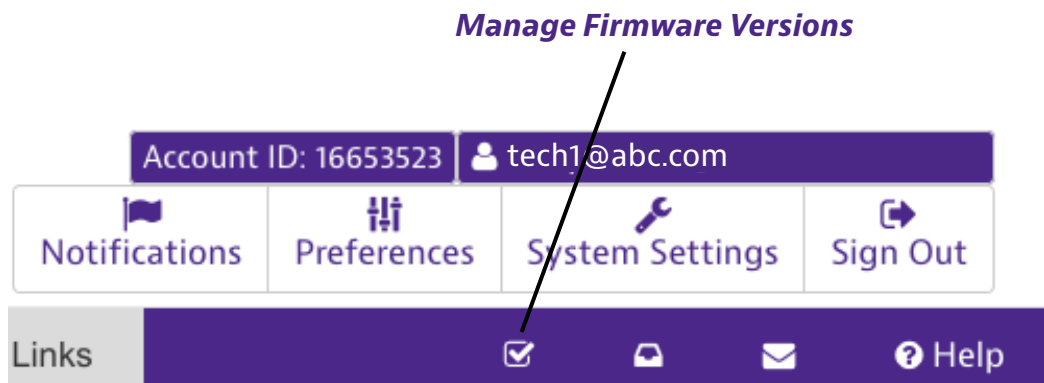 Manage Firmware Versions
Account ID: 16653523 tech1@abc.com
Notifications Preferences System Settings Sign Out
Links Help